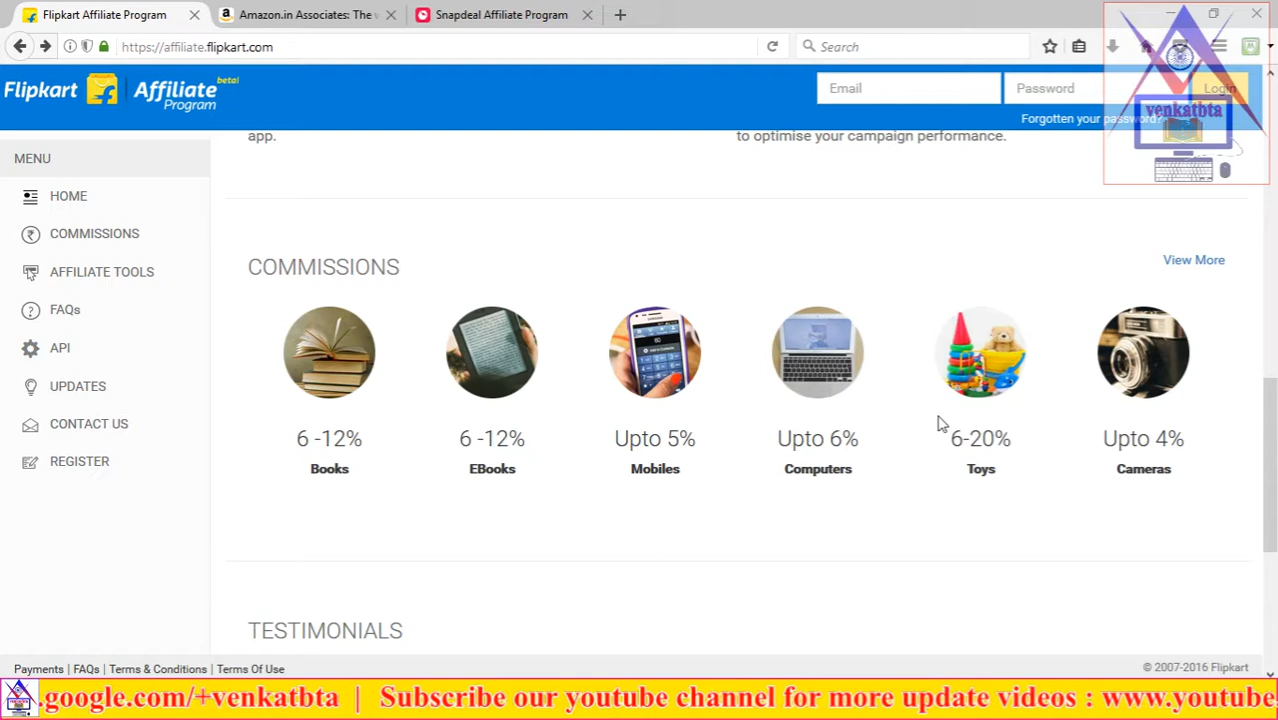 Flipkart Affiliate Program
Amazon.in Associates: The
Snapdeal Affiliate Program
https://affiliate.flipkart.com
Search
Flipkart
Affiliate Program
beta!
Email
Password
Login
Forgotten your password?
venkatbta
app.
to optimise your campaign performance.
MENU
HOME
COMMISSIONS
AFFILIATE TOOLS
FAQs
API
UPDATES
CONTACT US
REGISTER
COMMISSIONS
View More
6 -12%
Books
6 -12%
EBooks
Upto 5%
Mobiles
Upto 6%
Computers
6-20%
Toys
Upto 4%
Cameras
TESTIMONIALS
Payments | FAQs | Terms & Conditions | Terms Of Use
© 2007-2016 Flipkart
.google.com/+venkatbta | Subscribe our youtube channel for more update videos : www.youtube